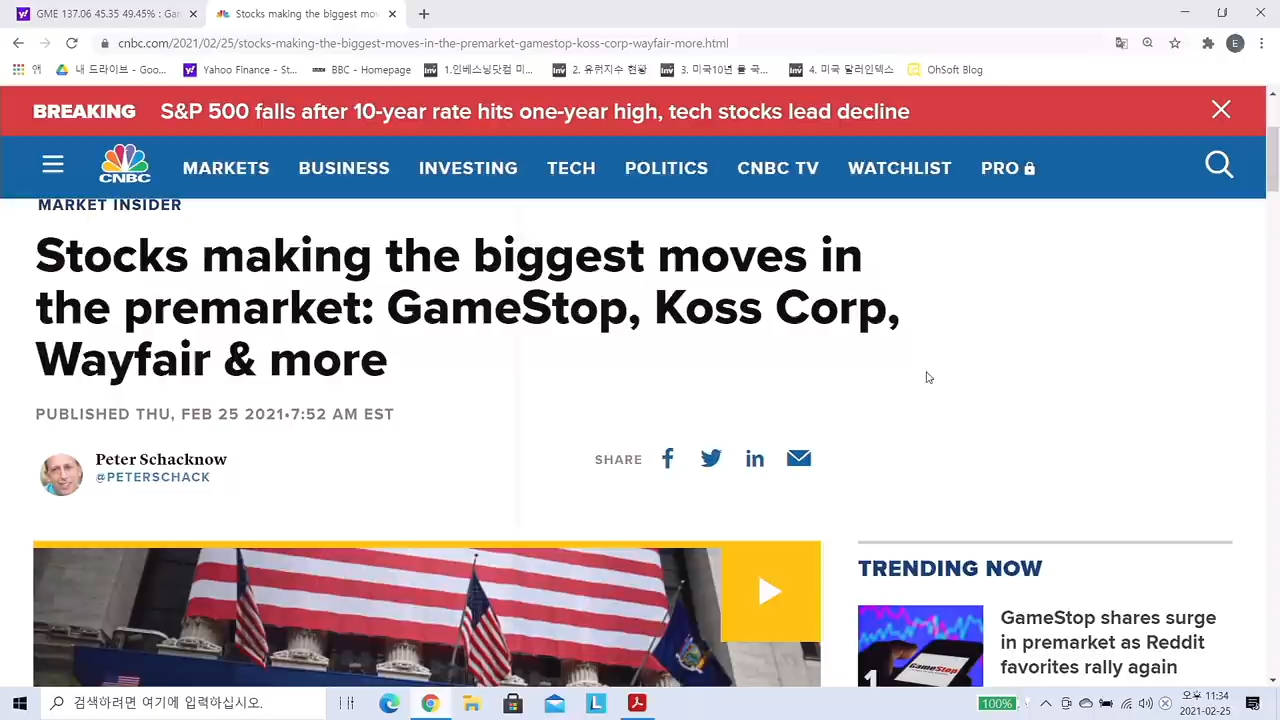 GME 137.06 45.35 49.45% : Gam
Stocks making the biggest mov
cnbc.com/2021/02/25/stocks-making-the-biggest-moves-in-the-premarket-gamestop-koss-corp-wayfair-more.html
E
앱
내 드라이브 - Goo...
Yahoo Finance - St...
BBC - Homepage
1.인베스닝닷컴 미...
2. 유럽지수 현황
3. 미국10년 물 국...
4. 미국 달러인덱스
OhSoft Blog
BREAKING S&P 500 falls after 10-year rate hits one-year high, tech stocks lead decline
CNBC
MARKETS BUSINESS INVESTING TECH POLITICS CNBC TV WATCHLIST PRO
MARKET INSIDER
Stocks making the biggest moves in
the premarket: GameStop, Koss Corp,
Wayfair & more
PUBLISHED THU, FEB 25 2021•7:52 AM EST
Peter Schacknow
@PETERSCHACK
SHARE
TRENDING NOW
1
GameStop
GameStop shares surge
in premarket as Reddit
favorites rally again
검색하려면 여기에 입력하십시오.
L
100%
오후 11:34
2021-02-25